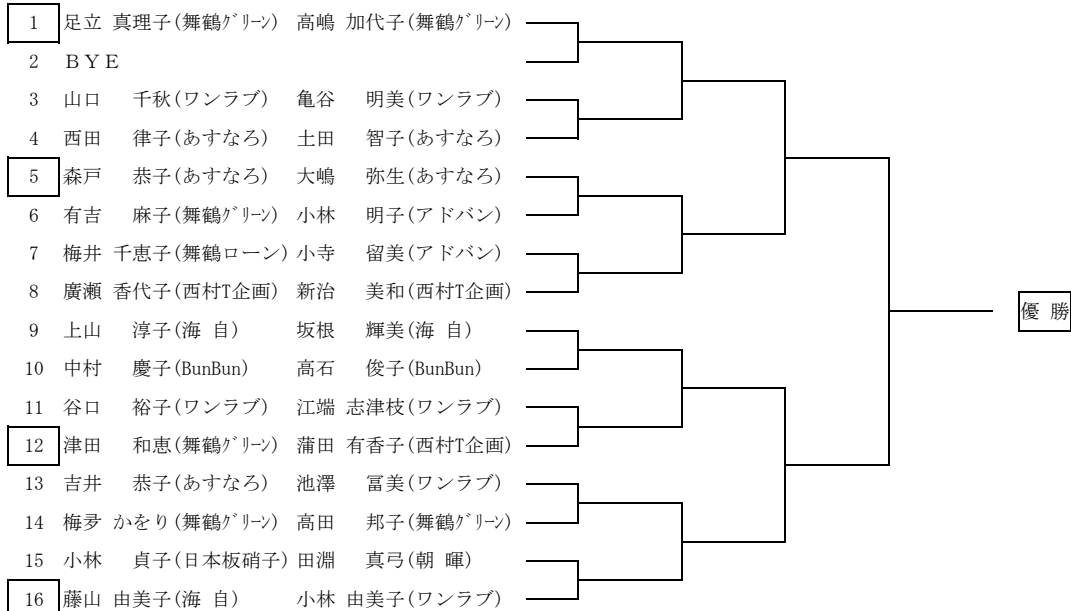 1 足立 真理子(舞鶴ｸﾞﾘｰﾝ) 高嶋 加代子(舞鶴ｸﾞﾘｰﾝ)
2 ＢＹＥ
3 山口 千秋(ワンラブ) 亀谷 明美(ワンラブ)
4 西田 律子(あすなろ) 土田 智子(あすなろ)
5 森戸 恭子(あすなろ) 大嶋 弥生(あすなろ)
6 有吉 麻子(舞鶴ｸﾞﾘｰﾝ) 小林 明子(アドバン)
7 梅井 千恵子(舞鶴ローン) 小寺 留美(アドバン)
8 廣瀬 香代子(西村T企画) 新治 美和(西村T企画)
優 勝
9 上山 淳子(海 自) 坂根 輝美(海 自)
10 中村 慶子(BunBun) 高石 俊子(BunBun)
11 谷口 裕子(ワンラブ) 江端 志津枝(ワンラブ)
12 津田 和恵(舞鶴ｸﾞﾘｰﾝ) 蒲田 有香子(西村T企画)
13 吉井 恭子(あすなろ) 池澤 冨美(ワンラブ)
14 梅夛 かをり(舞鶴ｸﾞﾘｰﾝ) 高田 邦子(舞鶴ｸﾞﾘｰﾝ)
15 小林 貞子(日本板硝子) 田淵 真弓(朝 暉)
16 藤山 由美子(海 自) 小林 由美子(ワンラブ)